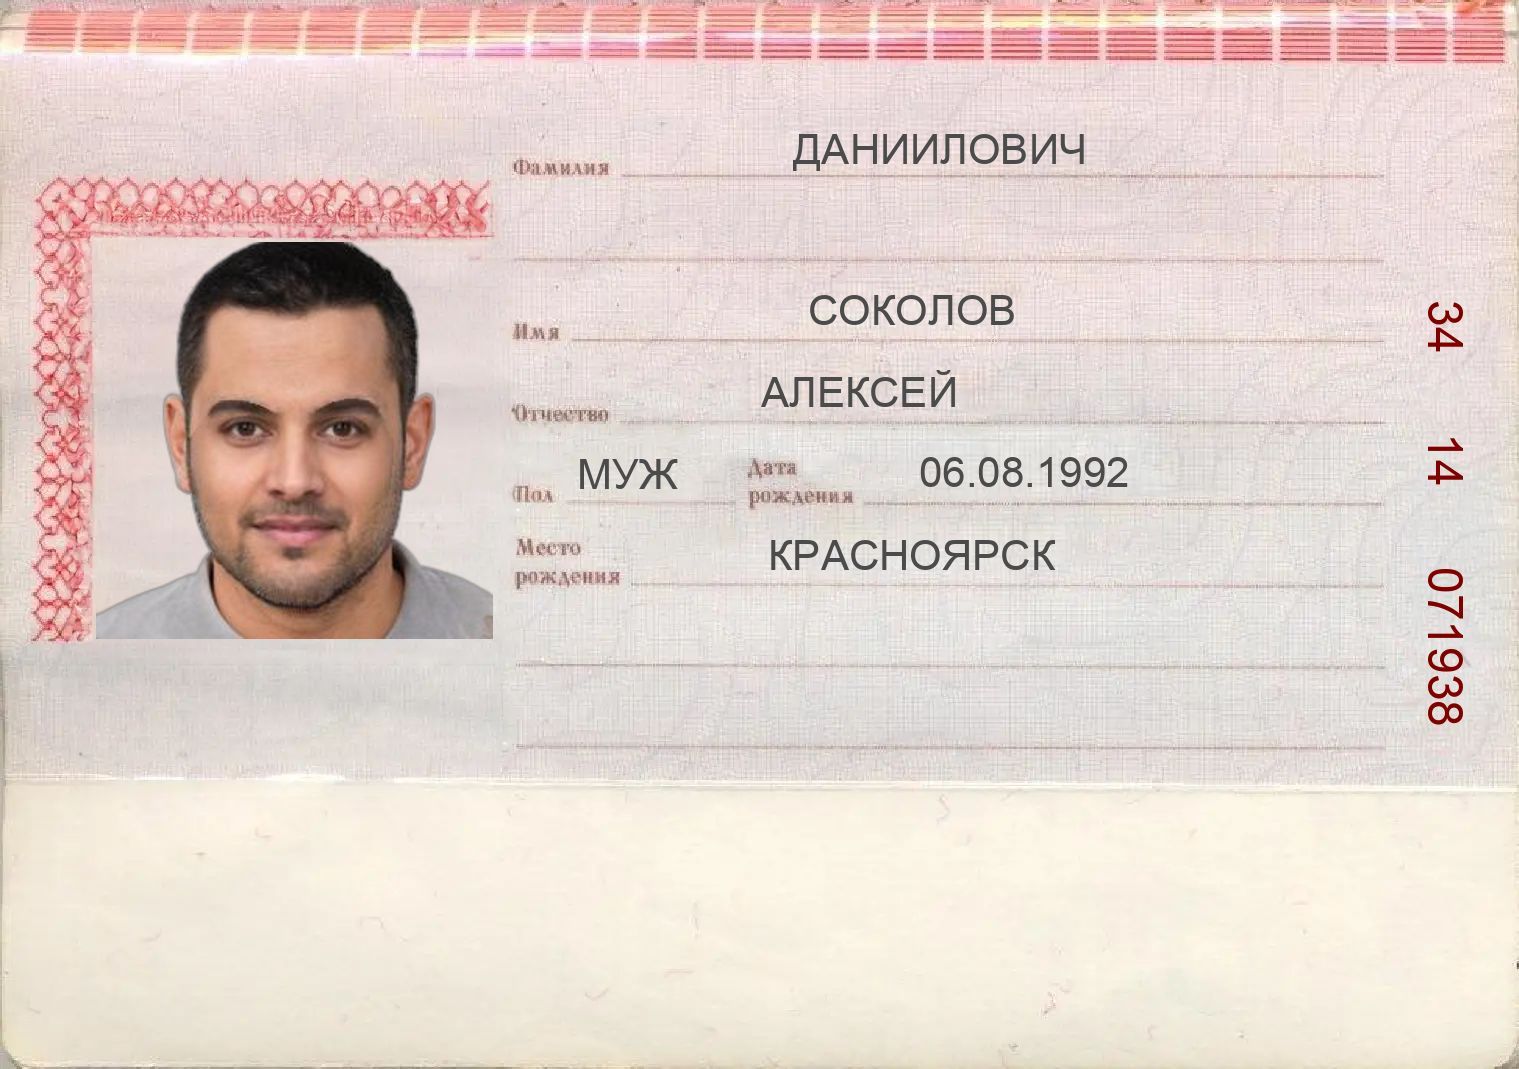 Фамилия ДАНИИЛОВИЧ
Имя СОКОЛОВ
Отчество АЛЕКСЕЙ
Пол МУЖ Дата рождения 06.08.1992
Место рождения КРАСНОЯРСК
34 14 071938